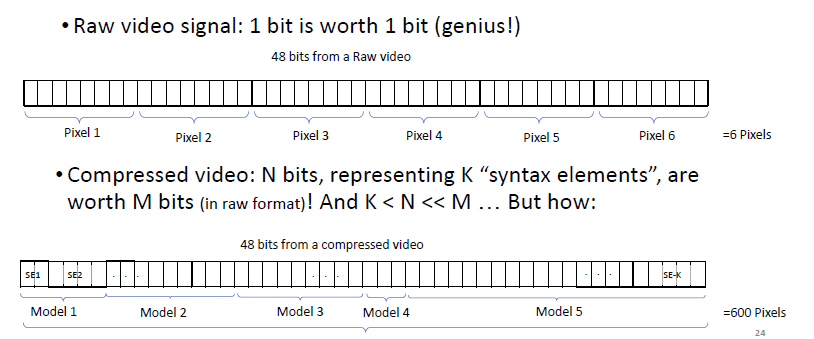 • Raw video signal: 1 bit is worth 1 bit (genius!)
48 bits from a Raw video
Pixel 1 Pixel 2 Pixel 3 Pixel 4 Pixel 5 Pixel 6 =6 Pixels
• Compressed video: N bits, representing K “syntax elements”, are
worth M bits (in raw format)! And K < N << M … But how:
48 bits from a compressed video
SE1 SE2 . . . . . . . . . SE-K
Model 1 Model 2 Model 3 Model 4 Model 5 =600 Pixels
24